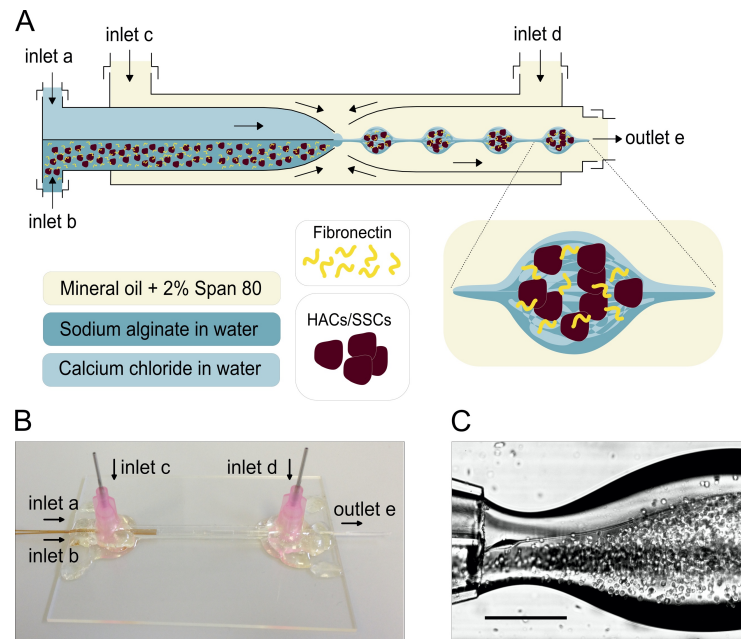 A
inlet c
inlet d
inlet a
outlet e
inlet b
Fibronectin
Mineral oil + 2% Span 80
HACs/SSCs
Sodium alginate in water
Calcium chloride in water
B
C
inlet c
inlet d
inlet a
outlet e
inlet b